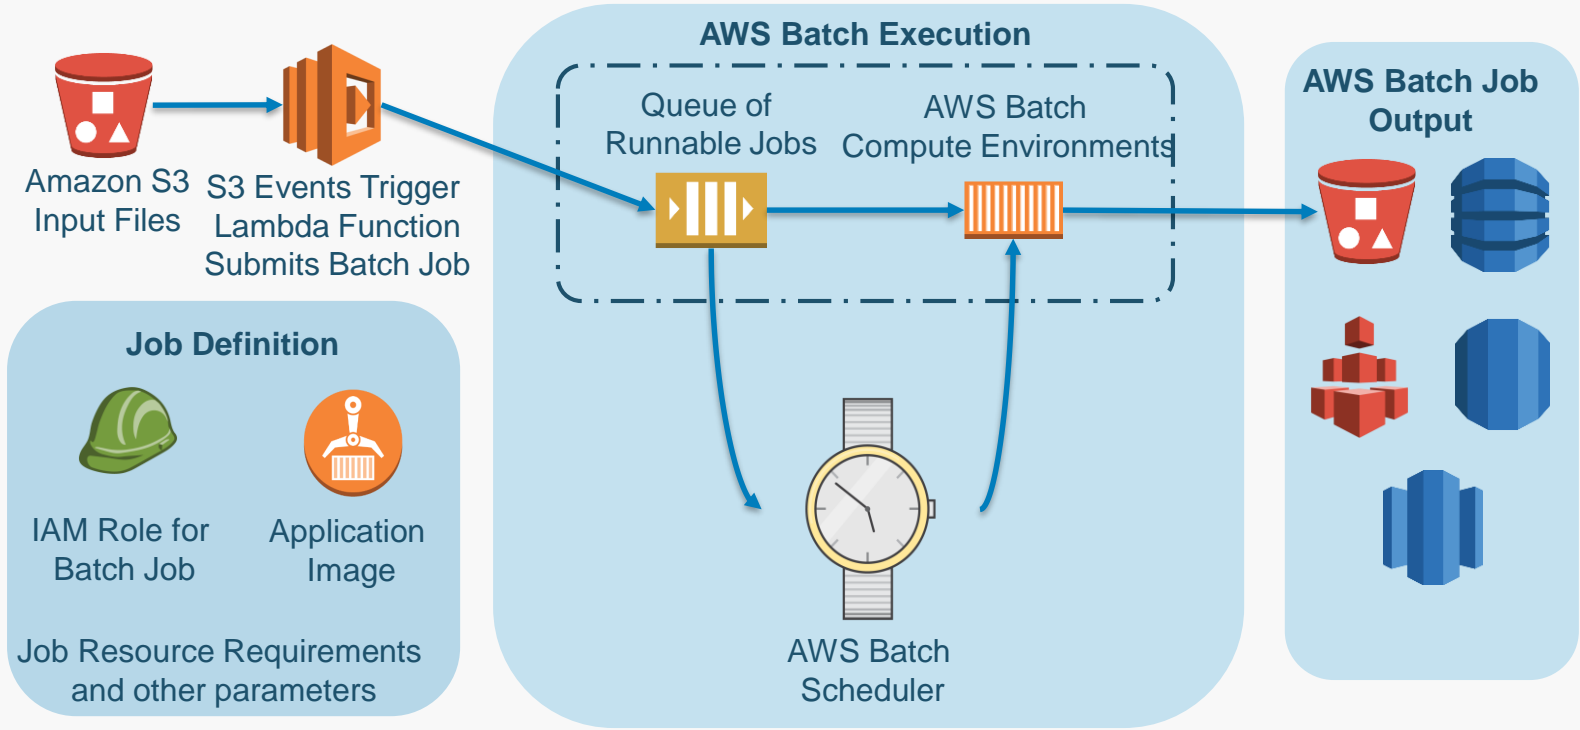 Amazon S3
Input Files
S3 Events Trigger
Lambda Function
Submits Batch Job
Job Definition
IAM Role for
Batch Job
Application
Image
Job Resource Requirements
and other parameters
AWS Batch Execution
Queue of
Runnable Jobs
AWS Batch
Compute Environments
AWS Batch
Scheduler
AWS Batch Job
Output